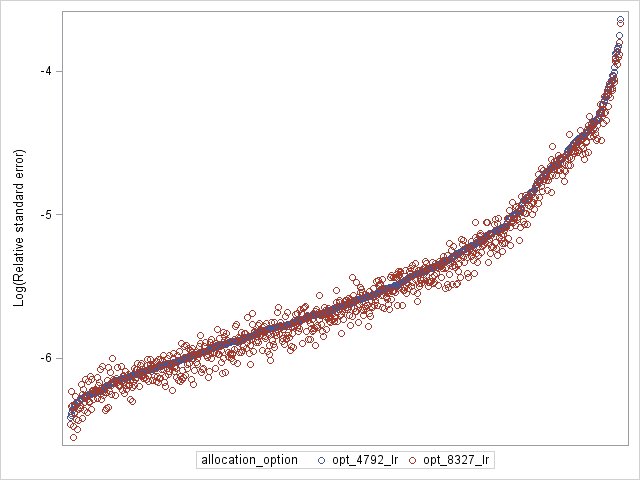 -4
-5
-6
Log(Relative standard error)
allocation_option opt_4792_lr opt_8327_lr